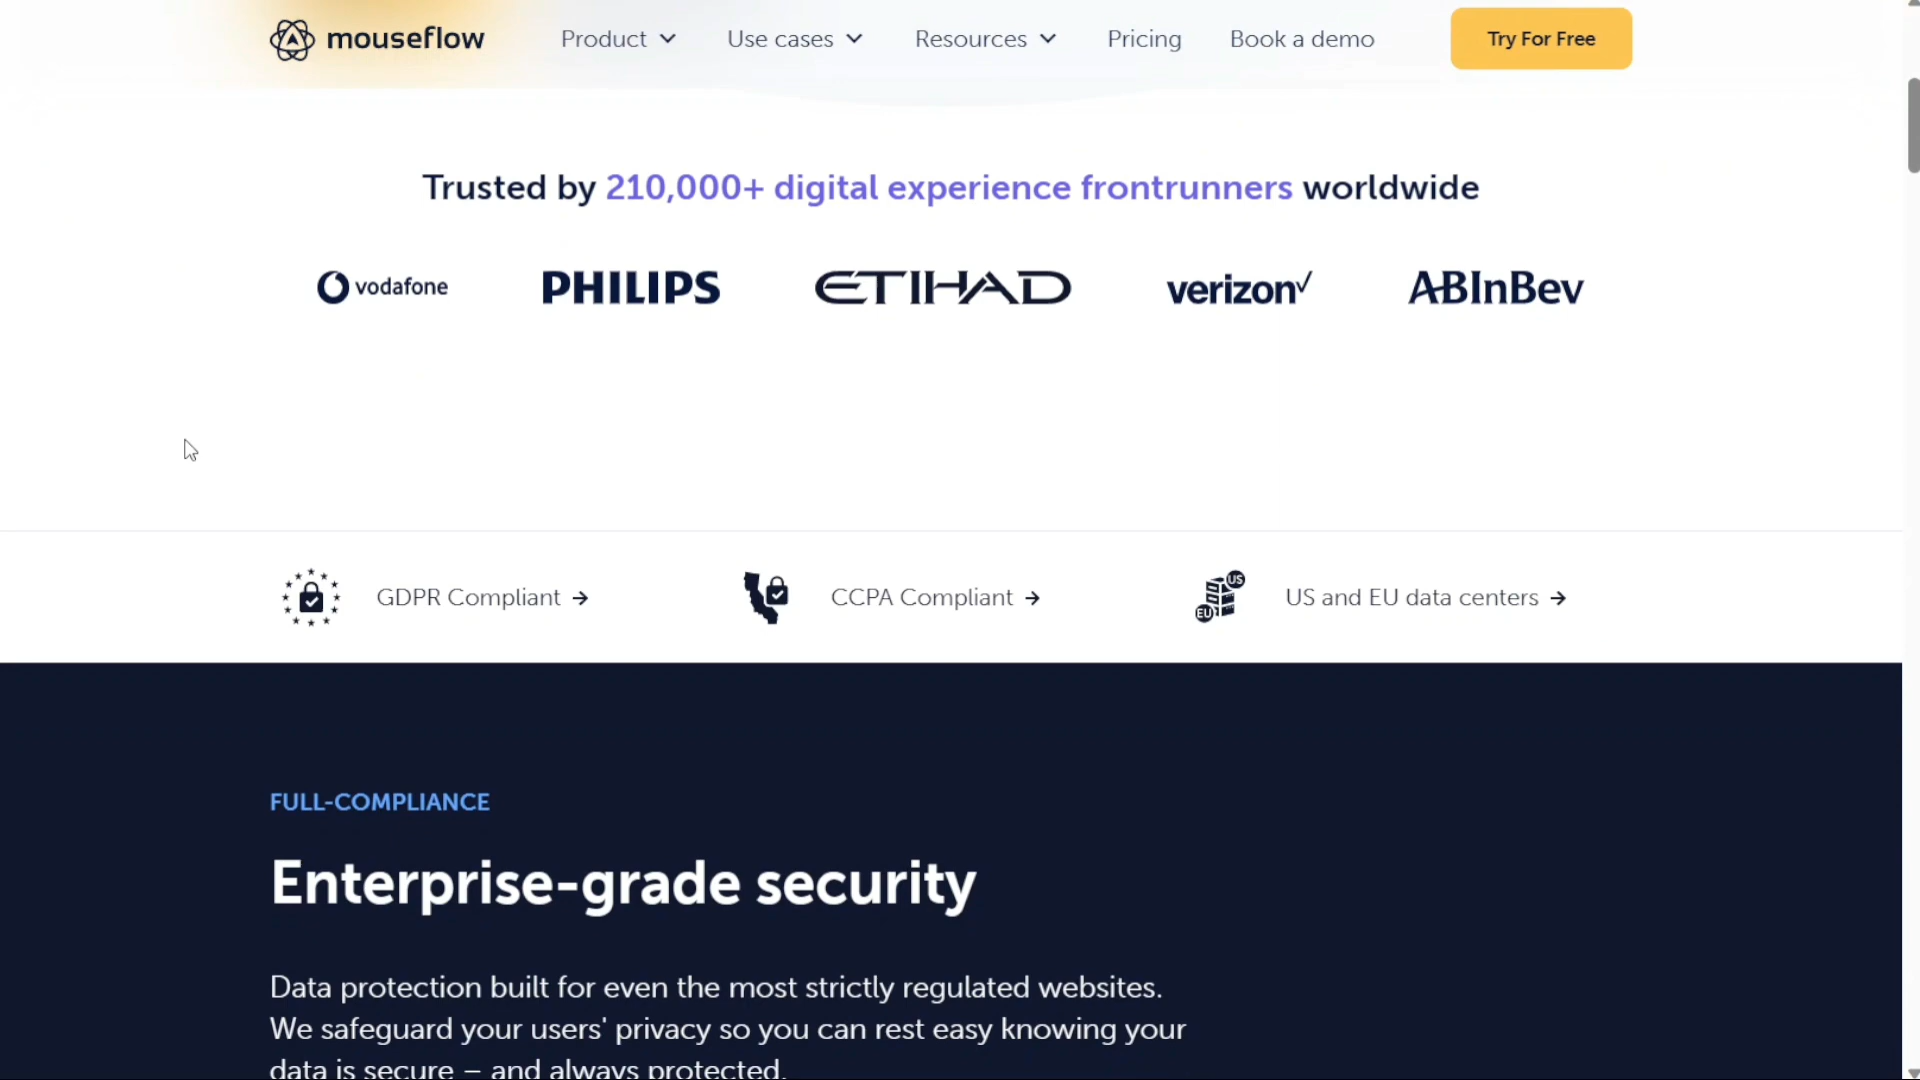 mouseflow Product Use cases Resources Pricing Book a demo Try For Free
Trusted by 210,000+ digital experience frontrunners worldwide
vodafone PHILIPS ETIHAD verizon ABInBev
GDPR Compliant → CCPA Compliant → US EU US and EU data centers →
FULL-COMPLIANCE
Enterprise-grade security
Data protection built for even the most strictly regulated websites.
We safeguard your users' privacy so you can rest easy knowing your
data is secure – and always protected.